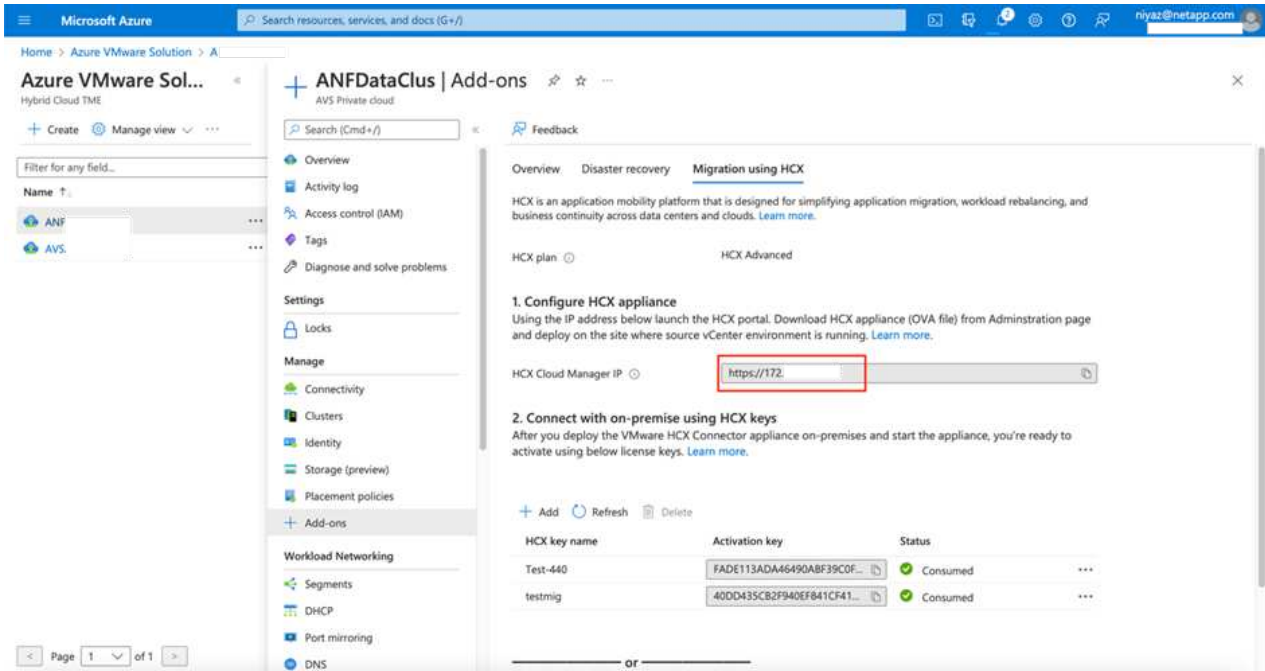 Microsoft Azure
Search resources, services, and docs (G+/)
2
niyaz@netapp.com
Home > Azure VMware Solution > A
Azure VMware Sol...
Hybrid Cloud TME
+ Create
Manage view
...
Filter for any field...
Name ↑
ANF
...
AVS.
...
< Page 1 of 1 >
ANFDataClus | Add-ons
...
AVS Private cloud
Search (Cmd+/)
Overview
Activity log
Access control (IAM)
Tags
Diagnose and solve problems
Settings
Locks
Manage
Connectivity
Clusters
Identity
Storage (preview)
Placement policies
Add-ons
Workload Networking
Segments
DHCP
Port mirroring
DNS
Feedback
Overview Disaster recovery Migration using HCX
HCX is an application mobility platform that is designed for simplifying application migration, workload rebalancing, and
business continuity across data centers and clouds. Learn more.
HCX plan HCX Advanced
1. Configure HCX appliance
Using the IP address below launch the HCX portal. Download HCX appliance (OVA file) from Adminstration page
and deploy on the site where source vCenter environment is running. Learn more.
HCX Cloud Manager IP https://172.
2. Connect with on-premise using HCX keys
After you deploy the VMware HCX Connector appliance on-premises and start the appliance, you're ready to
activate using below license keys. Learn more.
+ Add Refresh Delete
HCX key name Activation key Status
Test-440 FADE113ADA46490ABF39C0F... Consumed ...
testmig 40DD435CB2F940EF841CF41... Consumed ...
or